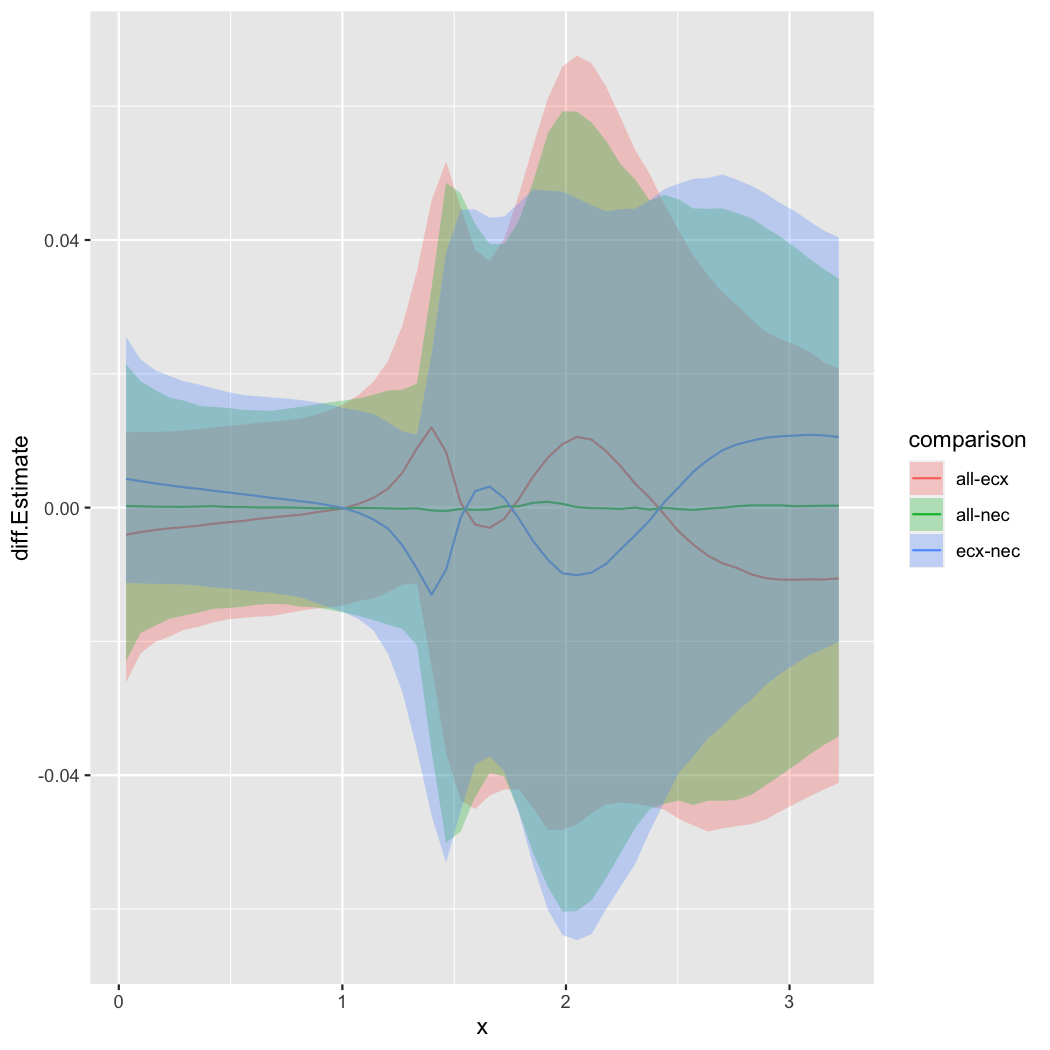 diff.Estimate
0.04
0.00
-0.04
0
1
2
3
x
comparison
all-ecx
all-nec
ecx-nec